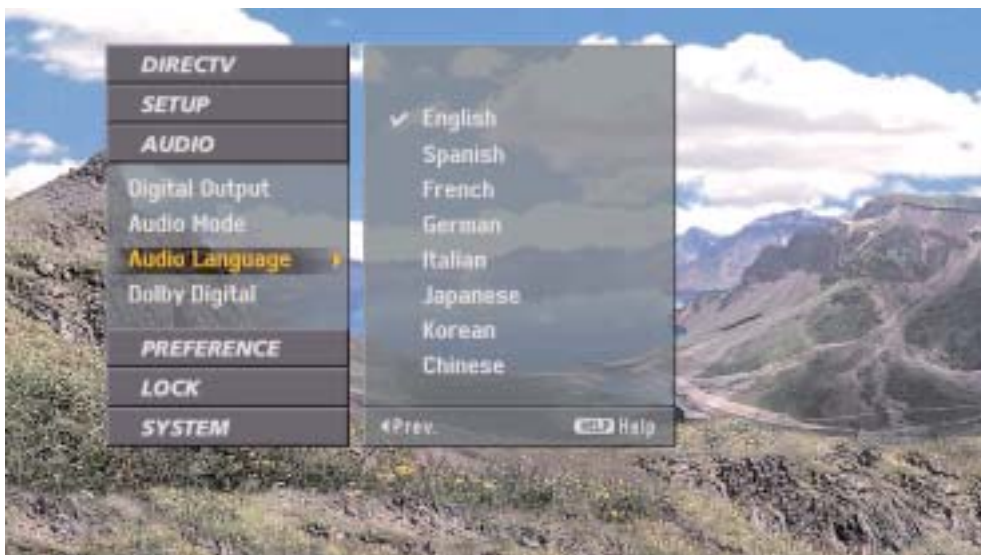 DIRECTV
SETUP
AUDIO
Digital Output
Audio Mode
Audio Language
Dolby Digital
PREFERENCE
LOCK
SYSTEM
✓ English
Spanish
French
German
Italian
Japanese
Korean
Chinese
Prev.
HELP Help